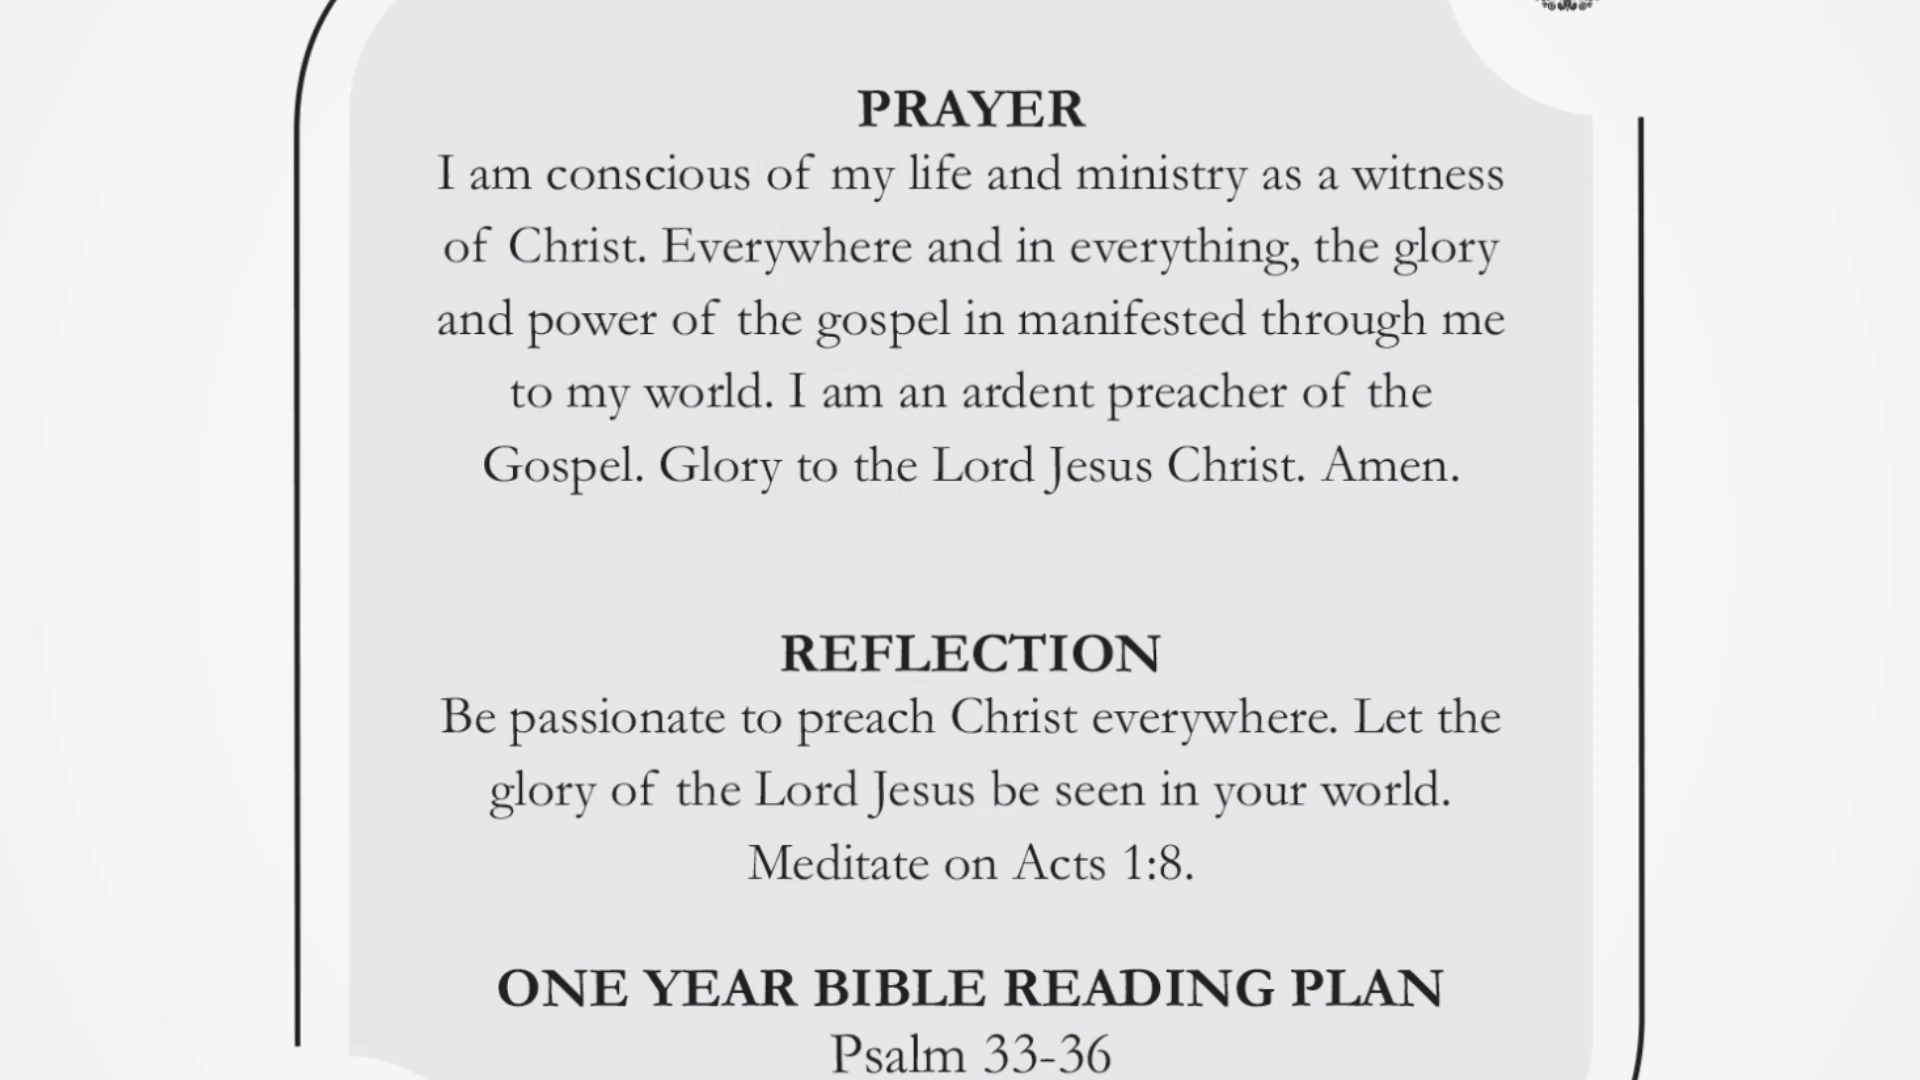 PRAYER
I am conscious of my life and ministry as a witness
of Christ. Everywhere and in everything, the glory
and power of the gospel in manifested through me
to my world. I am an ardent preacher of the
Gospel. Glory to the Lord Jesus Christ. Amen.
REFLECTION
Be passionate to preach Christ everywhere. Let the
glory of the Lord Jesus be seen in your world.
Meditate on Acts 1:8.
ONE YEAR BIBLE READING PLAN
Psalm 33-36